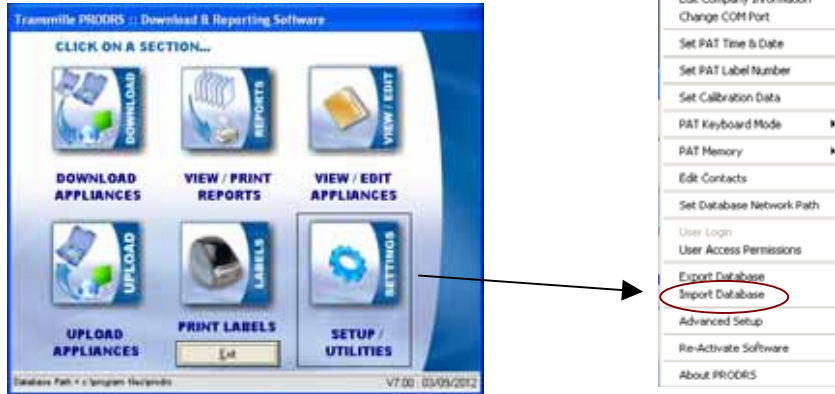 Transmille PRODRS :: Download & Reporting Software
CLICK ON A SECTION...
DOWNLOAD
REPORTS
VIEW / EDIT
DOWNLOAD
APPLIANCES
VIEW / PRINT
REPORTS
VIEW / EDIT
APPLIANCES
UPLOAD
LABELS
SETTINGS
UPLOAD
APPLIANCES
PRINT LABELS
Exit
SETUP /
UTILITIES
Database Path = c:\program files\prodrs
V7.00
03/09/2012
Edit Company Information
Change COM Port
Set PAT Time & Date
Set PAT Label Number
Set Calibration Data
PAT Keyboard Mode
PAT Memory
Edit Contacts
Set Database Network Path
User Login
User Access Permissions
Export Database
Import Database
Advanced Setup
Re-Activate Software
About PRODRS